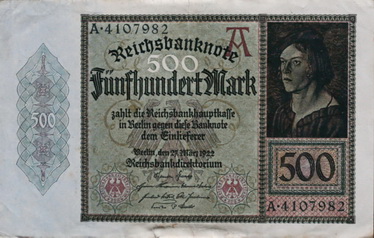 A·4107982
Reichsbanknote
A
500
Fünfhundert Mark
500
zahlt die Reichsbankhauptkasse
in Berlin gegen diese Banknote
dem Einlieferer
Berlin, den 27. März 1922
Reichsbankdirektorium
500
A·4107982